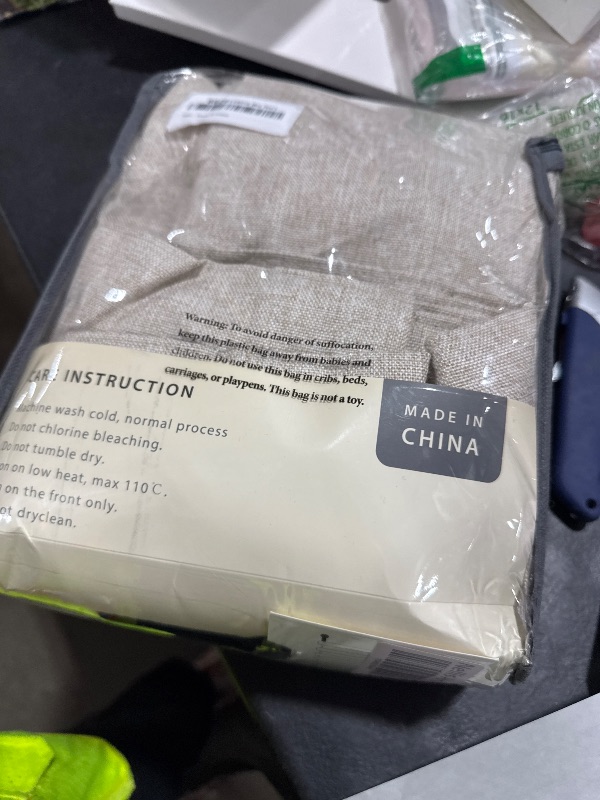 Warning: To avoid danger of suffocation,
keep this plastic bag away from babies and
children. Do not use this bag in cribs, beds,
carriages, or playpens. This bag is not a toy.
CARE INSTRUCTION
Machine wash cold, normal process
Do not chlorine bleaching.
Do not tumble dry.
on low heat, max 110℃.
on the front only.
dryclean.
MADE IN
CHINA